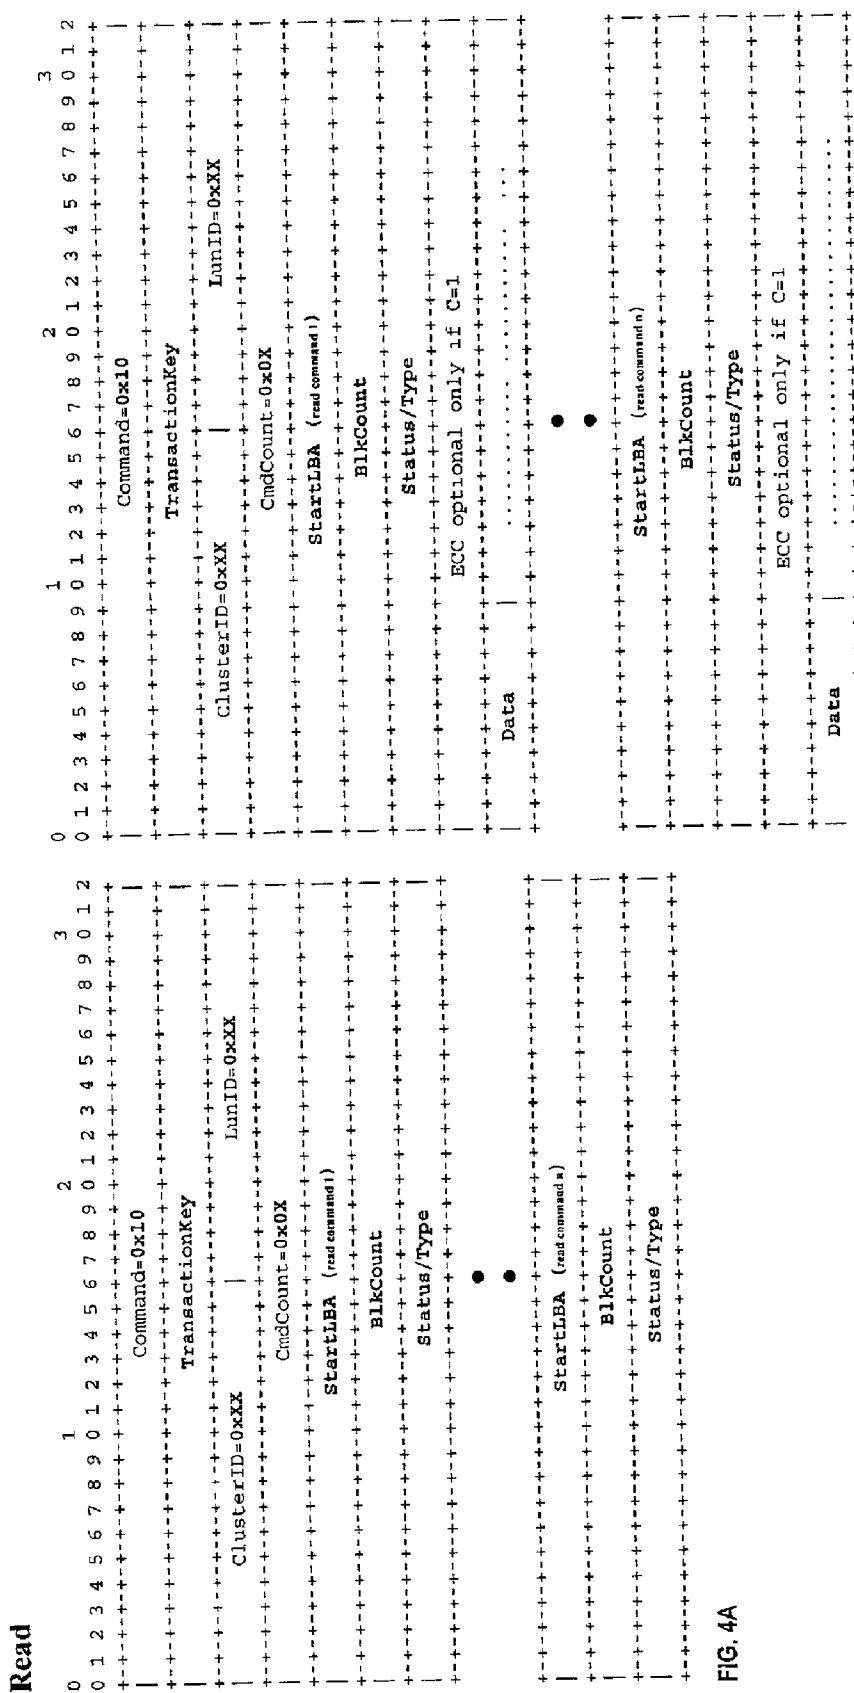 Read
0 1 2 3
0 1 2 3 4 5 6 7 8 9 0 1 2 3 4 5 6 7 8 9 0 1 2 3 4 5 6 7 8 9 0 1 2
+-+-+-+-+-+-+-+-+-+-+-+-+-+-+-+-+-+-+-+-+-+-+-+-+-+-+-+-+-+-+-+-+
| Command=0x10 |
+-+-+-+-+-+-+-+-+-+-+-+-+-+-+-+-+-+-+-+-+-+-+-+-+-+-+-+-+-+-+-+-+
| TransactionKey |
+-+-+-+-+-+-+-+-+-+-+-+-+-+-+-+-+-+-+-+-+-+-+-+-+-+-+-+-+-+-+-+-+
| ClusterID=0xXX | LunID=0xXX |
+-+-+-+-+-+-+-+-+-+-+-+-+-+-+-+-+-+-+-+-+-+-+-+-+-+-+-+-+-+-+-+-+
| CmdCount=0x0X |
+-+-+-+-+-+-+-+-+-+-+-+-+-+-+-+-+-+-+-+-+-+-+-+-+-+-+-+-+-+-+-+-+
| StartLBA (read command 1) |
+-+-+-+-+-+-+-+-+-+-+-+-+-+-+-+-+-+-+-+-+-+-+-+-+-+-+-+-+-+-+-+-+
| BlkCount |
+-+-+-+-+-+-+-+-+-+-+-+-+-+-+-+-+-+-+-+-+-+-+-+-+-+-+-+-+-+-+-+-+
| Status/Type |
+-+-+-+-+-+-+-+-+-+-+-+-+-+-+-+-+-+-+-+-+-+-+-+-+-+-+-+-+-+-+-+-+
●
●
+-+-+-+-+-+-+-+-+-+-+-+-+-+-+-+-+-+-+-+-+-+-+-+-+-+-+-+-+-+-+-+-+
| StartLBA (read command n) |
+-+-+-+-+-+-+-+-+-+-+-+-+-+-+-+-+-+-+-+-+-+-+-+-+-+-+-+-+-+-+-+-+
| BlkCount |
+-+-+-+-+-+-+-+-+-+-+-+-+-+-+-+-+-+-+-+-+-+-+-+-+-+-+-+-+-+-+-+-+
| Status/Type |
+-+-+-+-+-+-+-+-+-+-+-+-+-+-+-+-+-+-+-+-+-+-+-+-+-+-+-+-+-+-+-+-+
FIG. 4A
0 1 2 3
0 1 2 3 4 5 6 7 8 9 0 1 2 3 4 5 6 7 8 9 0 1 2 3 4 5 6 7 8 9 0 1 2
+-+-+-+-+-+-+-+-+-+-+-+-+-+-+-+-+-+-+-+-+-+-+-+-+-+-+-+-+-+-+-+-+
| Command=0x10 |
+-+-+-+-+-+-+-+-+-+-+-+-+-+-+-+-+-+-+-+-+-+-+-+-+-+-+-+-+-+-+-+-+
| TransactionKey |
+-+-+-+-+-+-+-+-+-+-+-+-+-+-+-+-+-+-+-+-+-+-+-+-+-+-+-+-+-+-+-+-+
| ClusterID=0xXX | LunID=0xXX |
+-+-+-+-+-+-+-+-+-+-+-+-+-+-+-+-+-+-+-+-+-+-+-+-+-+-+-+-+-+-+-+-+
| CmdCount=0x0X |
+-+-+-+-+-+-+-+-+-+-+-+-+-+-+-+-+-+-+-+-+-+-+-+-+-+-+-+-+-+-+-+-+
| StartLBA (read command 1) |
+-+-+-+-+-+-+-+-+-+-+-+-+-+-+-+-+-+-+-+-+-+-+-+-+-+-+-+-+-+-+-+-+
| BlkCount |
+-+-+-+-+-+-+-+-+-+-+-+-+-+-+-+-+-+-+-+-+-+-+-+-+-+-+-+-+-+-+-+-+
| Status/Type |
+-+-+-+-+-+-+-+-+-+-+-+-+-+-+-+-+-+-+-+-+-+-+-+-+-+-+-+-+-+-+-+-+
| ECC optional only if C=1 |
+-+-+-+-+-+-+-+-+-+-+-+-+-+-+-+-+-+-+-+-+-+-+-+-+-+-+-+-+-+-+-+-+
| Data | ............................ |
+-+-+-+-+-+-+-+-+-+-+-+-+-+-+-+-+-+-+-+-+-+-+-+-+-+-+-+-+-+-+-+-+
●
●
+-+-+-+-+-+-+-+-+-+-+-+-+-+-+-+-+-+-+-+-+-+-+-+-+-+-+-+-+-+-+-+-+
| StartLBA (read command n) |
+-+-+-+-+-+-+-+-+-+-+-+-+-+-+-+-+-+-+-+-+-+-+-+-+-+-+-+-+-+-+-+-+
| BlkCount |
+-+-+-+-+-+-+-+-+-+-+-+-+-+-+-+-+-+-+-+-+-+-+-+-+-+-+-+-+-+-+-+-+
| Status/Type |
+-+-+-+-+-+-+-+-+-+-+-+-+-+-+-+-+-+-+-+-+-+-+-+-+-+-+-+-+-+-+-+-+
| ECC optional only if C=1 |
+-+-+-+-+-+-+-+-+-+-+-+-+-+-+-+-+-+-+-+-+-+-+-+-+-+-+-+-+-+-+-+-+
| Data | ............................ |